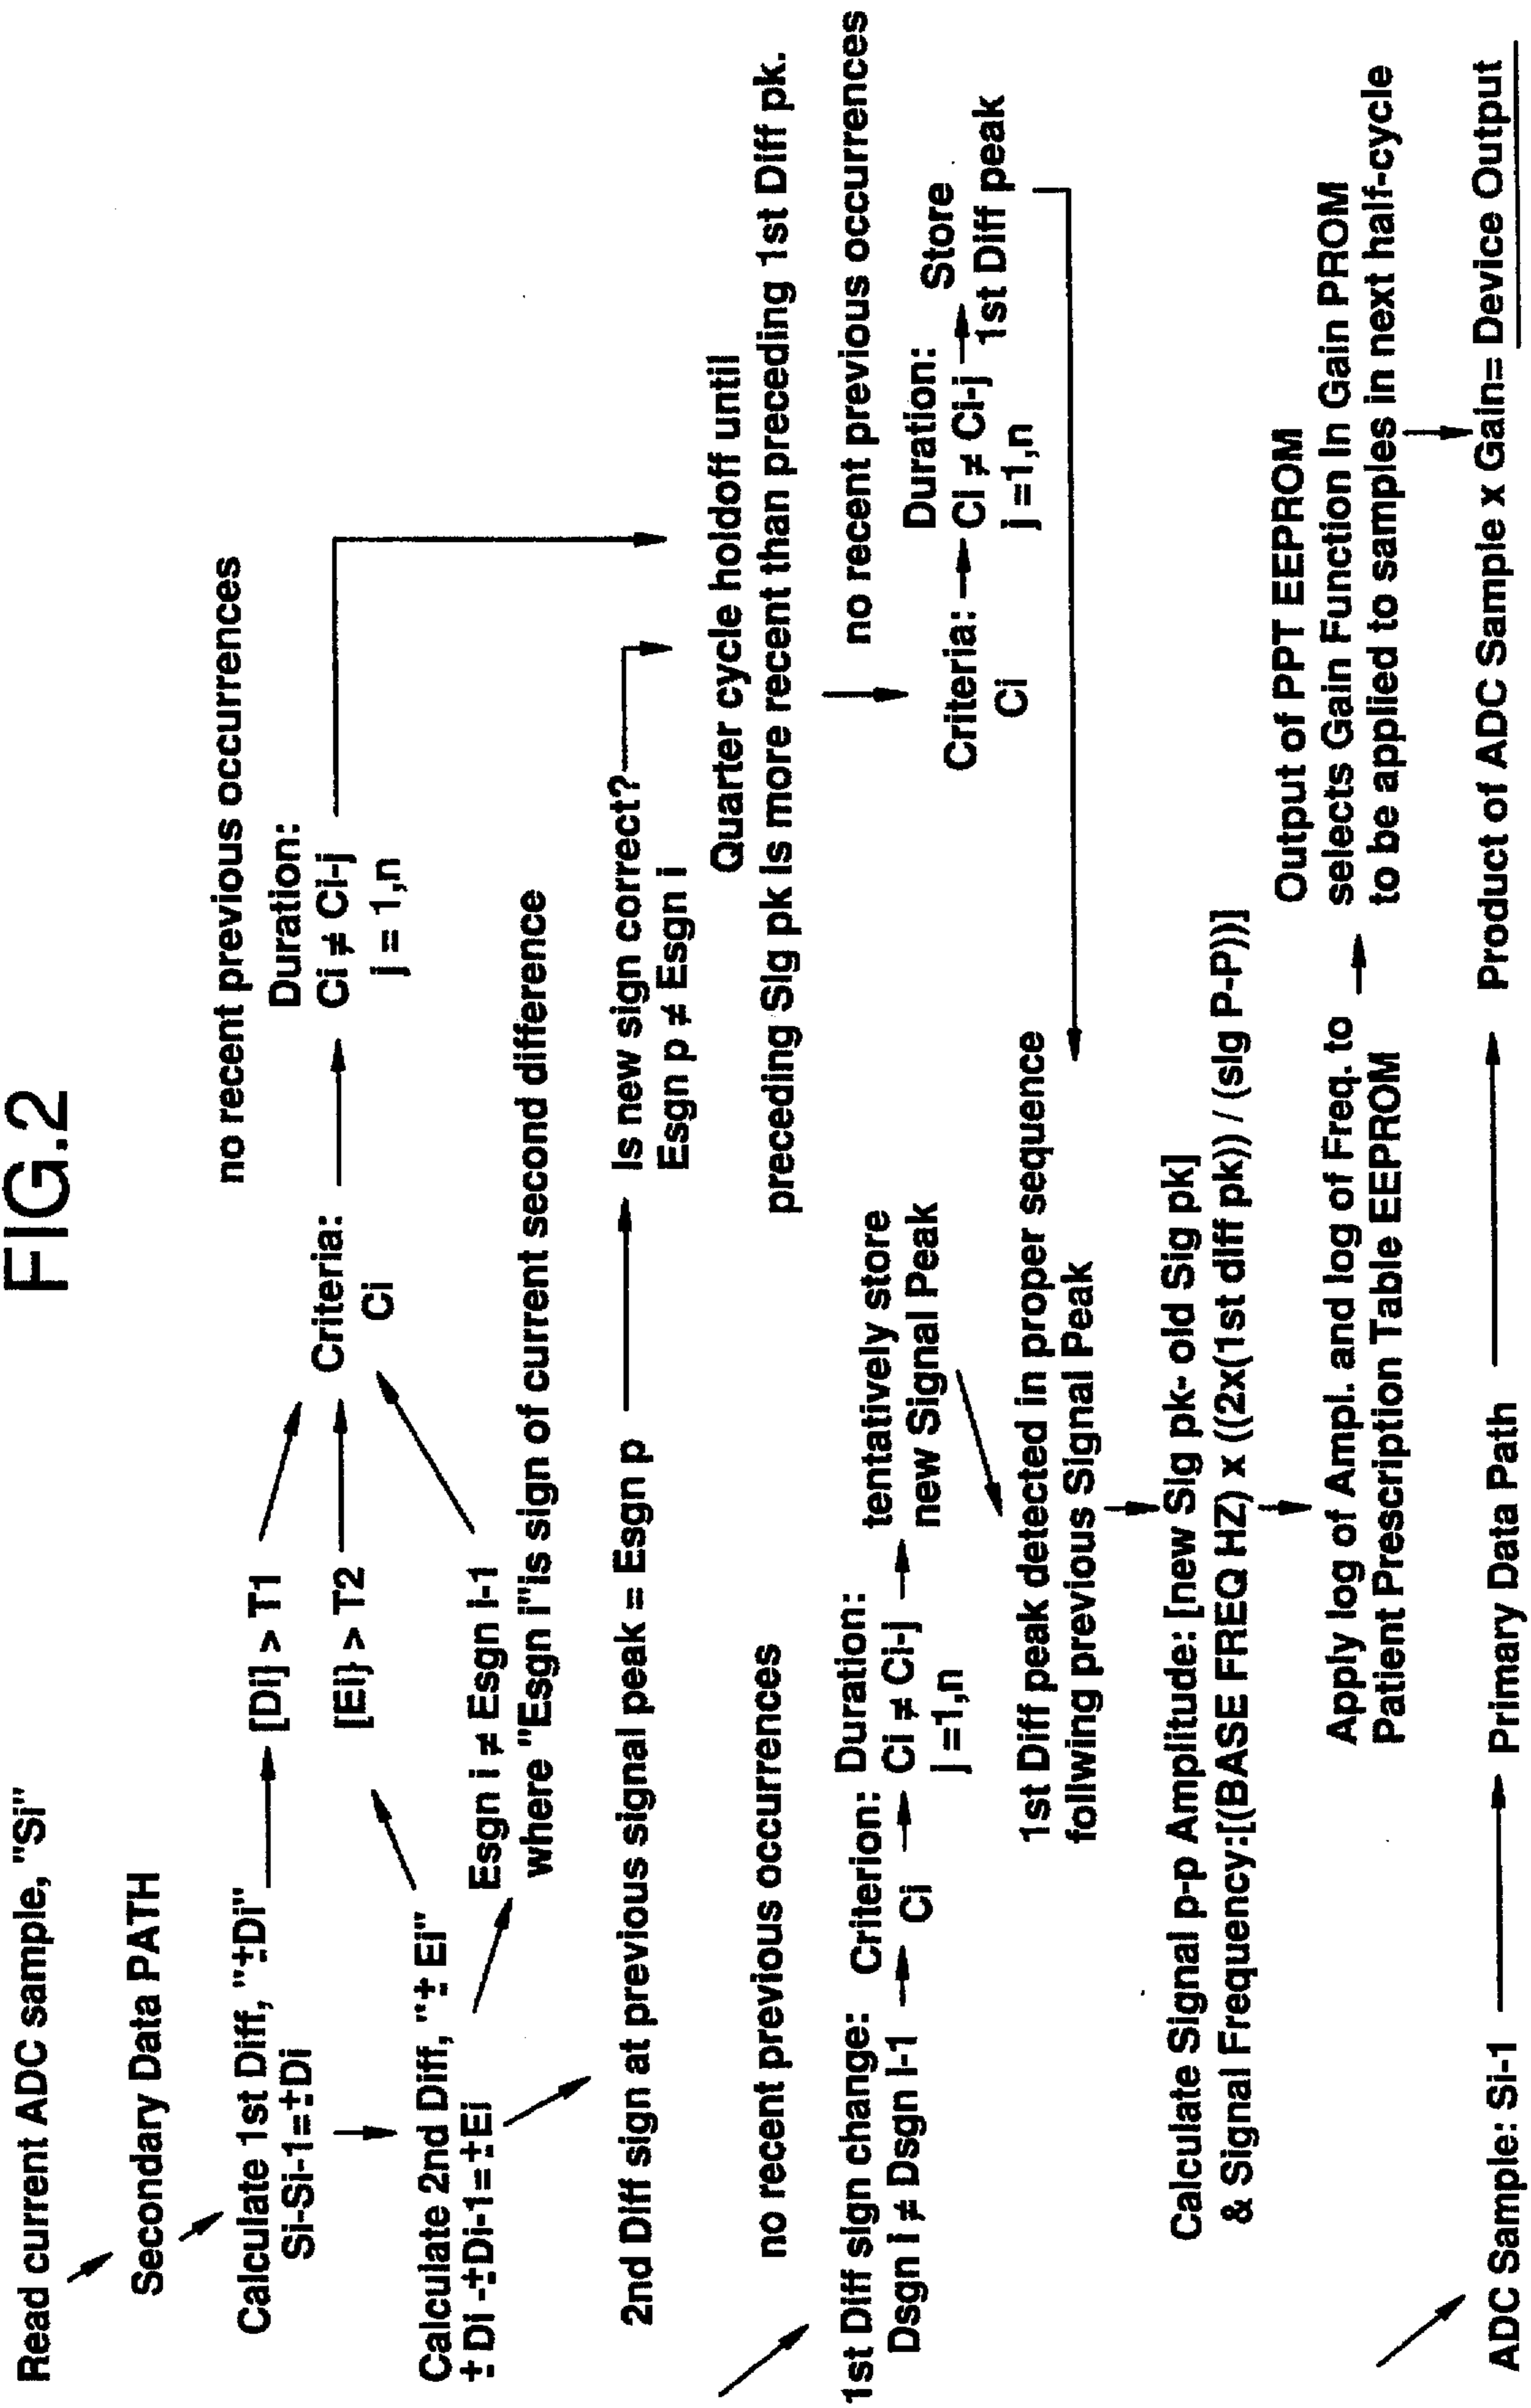 FIG.2
Read current ADC sample, "Si"
Secondary Data PATH
Calculate 1st Diff, "±Di"
Si-Si-1=±Di
[Di] > T1
Calculate 2nd Diff, "± Ei"
± Di -±Di-1=±Ei
[Ei} > T2
Esgn i ≠ Esgn i-1
where "Esgn i"is sign of current second difference
Criteria:
Ci
no recent previous occurrences
Duration:
Ci ≠ Ci-j
j = 1,n
2nd Diff sign at previous signal peak = Esgn p
Is new sign correct?
Esgn p ≠ Esgn i
Quarter cycle holdoff until
preceding Sig pk is more recent than preceding 1st Diff pk.
no recent previous occurrences
1st Diff sign change:
Dsgn i ≠ Dsgn i-1
Criterion:
Ci
Duration:
Ci ≠ Ci-j
j =1,n
tentatively store
new Signal Peak
no recent previous occurrences
Criteria:
Ci
Duration:
Ci ≠ Ci-j
j =1,n
Store
1st Diff peak
1st Diff peak detected in proper sequence
follwing previous Signal Peak
Calculate Signal p-p Amplitude: [new Sig pk- old Sig pk]
& Signal Frequency:[(BASE FREQ HZ) x ((2x(1st diff pk)) / (sig P-P))]
Apply log of Ampl. and log of Freq. to
Patient Prescription Table EEPROM
Output of PPT EEPROM
selects Gain Function In Gain PROM
to be applied to samples in next half-cycle
ADC Sample: Si-1
Primary Data Path
Product of ADC Sample x Gain= Device Output